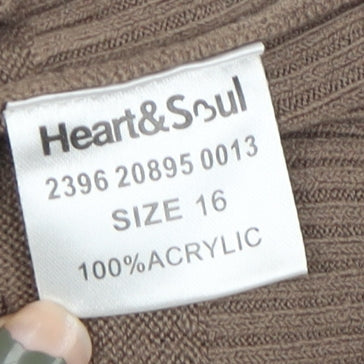 Heart&Soul
2396 20895 0013
SIZE 16
100%ACRYLIC